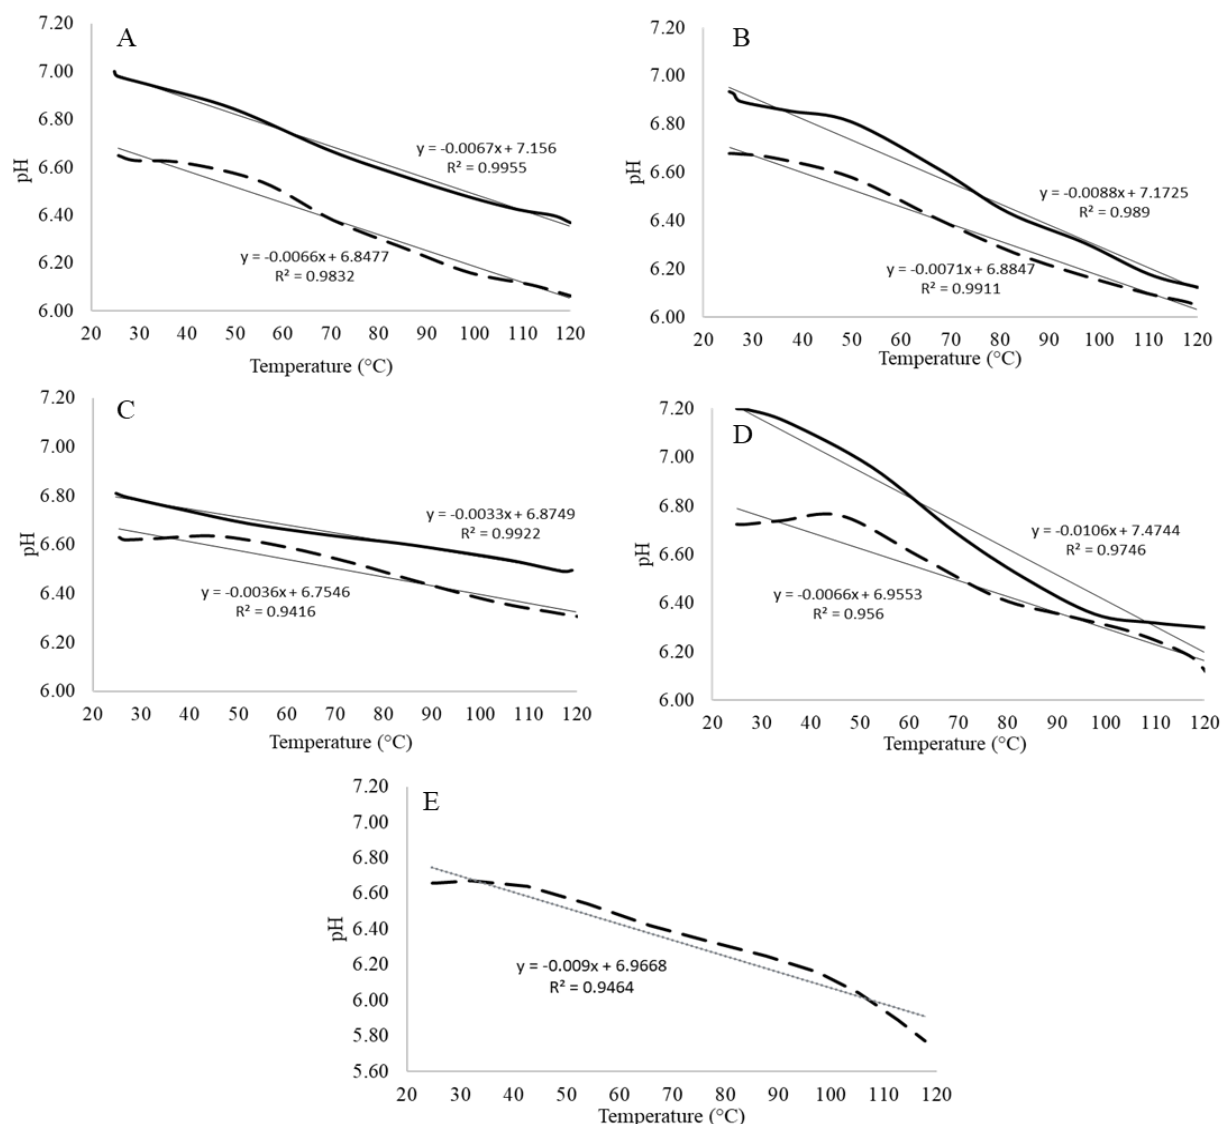 A
7.20
7.00
6.80
6.60
6.40
6.20
6.00
pH
y = -0.0067x + 7.156
R² = 0.9955
y = -0.0066x + 6.8477
R² = 0.9832
20 30 40 50 60 70 80 90 100 110 120
Temperature (°C)
B
7.20
7.00
6.80
6.60
6.40
6.20
6.00
pH
y = -0.0088x + 7.1725
R² = 0.989
y = -0.0071x + 6.8847
R² = 0.9911
20 30 40 50 60 70 80 90 100 110 120
Temperature (°C)
C
7.20
7.00
6.80
6.60
6.40
6.20
6.00
pH
y = -0.0033x + 6.8749
R² = 0.9922
y = -0.0036x + 6.7546
R² = 0.9416
20 30 40 50 60 70 80 90 100 110 120
Temperature (°C)
D
7.20
7.00
6.80
6.60
6.40
6.20
6.00
pH
y = -0.0106x + 7.4744
R² = 0.9746
y = -0.0066x + 6.9553
R² = 0.956
20 30 40 50 60 70 80 90 100 110 120
Temperature (°C)
E
7.20
7.00
6.80
6.60
6.40
6.20
6.00
5.80
5.60
pH
y = -0.009x + 6.9668
R² = 0.9464
20 30 40 50 60 70 80 90 100 110 120
Temperature (°C)